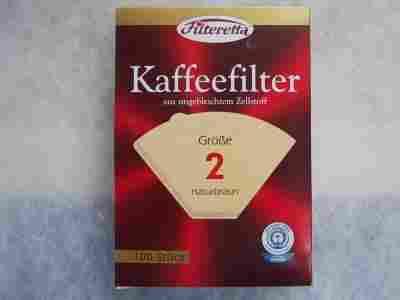 Filteretta
Kaffeefilter
aus ungebleichtem Zellstoff
Größe
2
naturbraun
100 Stück